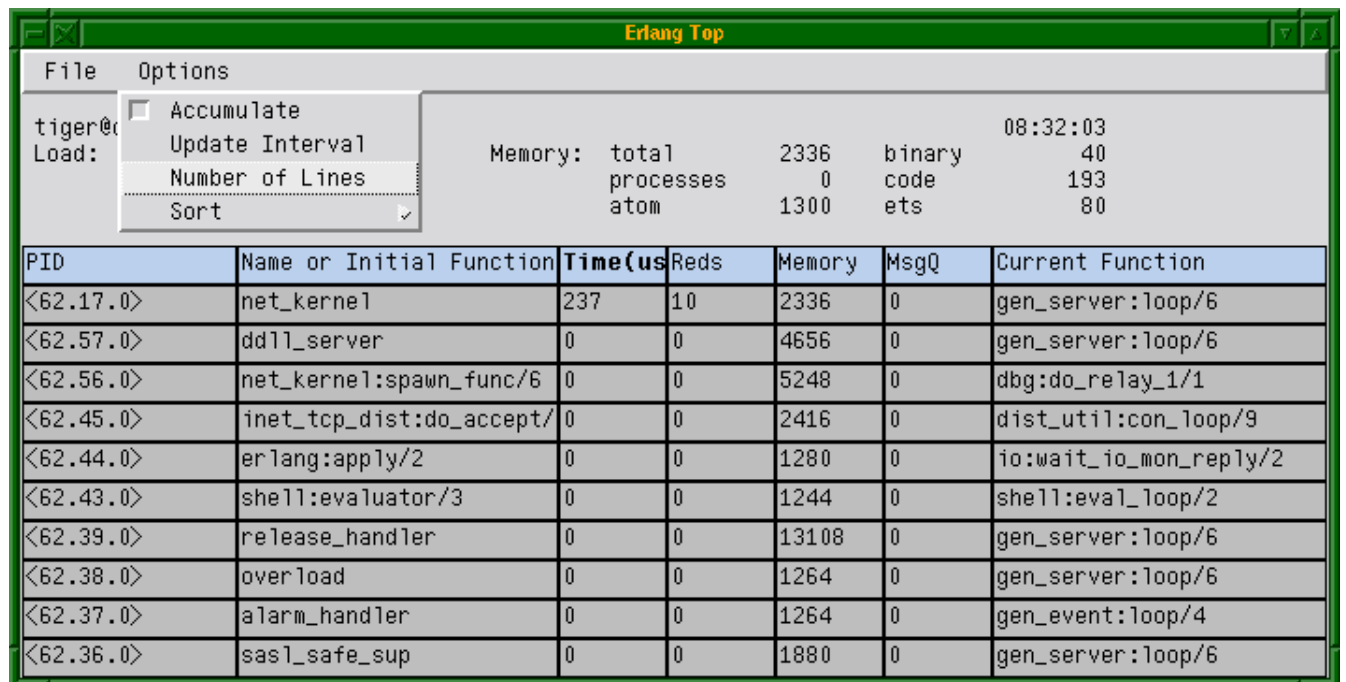 Erlang Top
File Options
Accumulate
Update Interval
Number of Lines
Sort
08:32:03
Load: Memory: total 2336 binary 40
processes 0 code 193
atom 1300 ets 80
PID Name or Initial Function Time(us Reds Memory MsgQ Current Function
<62.17.0> net_kernel 237 10 2336 0 gen_server:loop/6
<62.57.0> ddll_server 0 0 4656 0 gen_server:loop/6
<62.56.0> net_kernel:spawn_func/6 0 0 5248 0 dbg:do_relay_1/1
<62.45.0> inet_tcp_dist:do_accept/ 0 0 2416 0 dist_util:con_loop/9
<62.44.0> erlang:apply/2 0 0 1280 0 io:wait_io_mon_reply/2
<62.43.0> shell:evaluator/3 0 0 1244 0 shell:eval_loop/2
<62.39.0> release_handler 0 0 13108 0 gen_server:loop/6
<62.38.0> overload 0 0 1264 0 gen_server:loop/6
<62.37.0> alarm_handler 0 0 1264 0 gen_event:loop/4
<62.36.0> sasl_safe_sup 0 0 1880 0 gen_server:loop/6